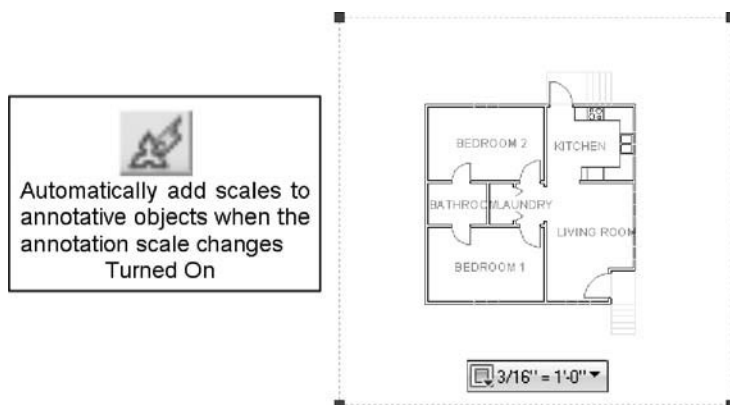 Automatically add scales to
annotative objects when the
annotation scale changes
Turned On
BEDROOM 2
KITCHEN
BATHROOM
LAUNDRY
LIVING ROOM
BEDROOM 1
3/16" = 1'-0"